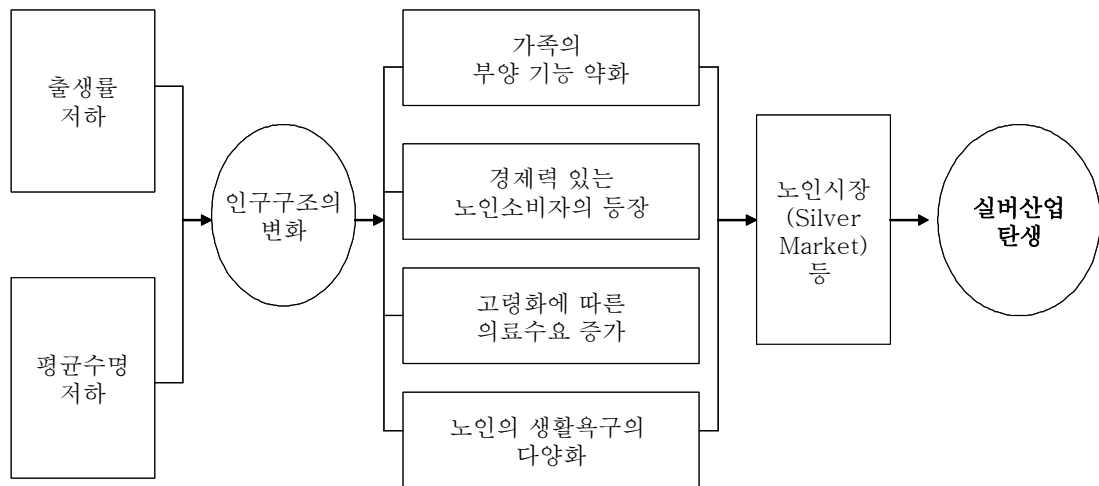 출생률
저하
평균수명
저하
인구구조의
변화
가족의
부양 기능 약화
경제력 있는
노인소비자의 등장
고령화에 따른
의료수요 증가
노인의 생활욕구의
다양화
노인시장
(Silver
Market)
등
실버산업
탄생